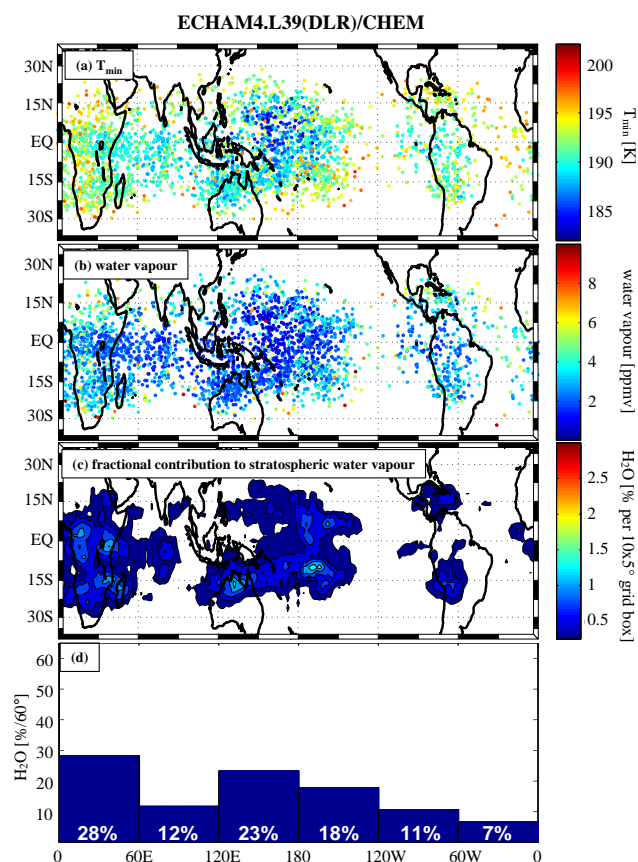 ECHAM4.L39(DLR)/CHEM
(a) Tmin
30N
15N
EQ
15S
30S
200
195
190
185
Tmin [K]
(b) water vapour
30N
15N
EQ
15S
30S
8
6
4
2
water vapour [ppmv]
(c) fractional contribution to stratospheric water vapour
30N
15N
EQ
15S
30S
2.5
2
1.5
1
0.5
H2O [% per 10x5° grid box]
(d)
60
50
40
30
20
10
H2O [%/60°]
28% 12% 23% 18% 11% 7%
0 60E 120E 180 120W 60W 0